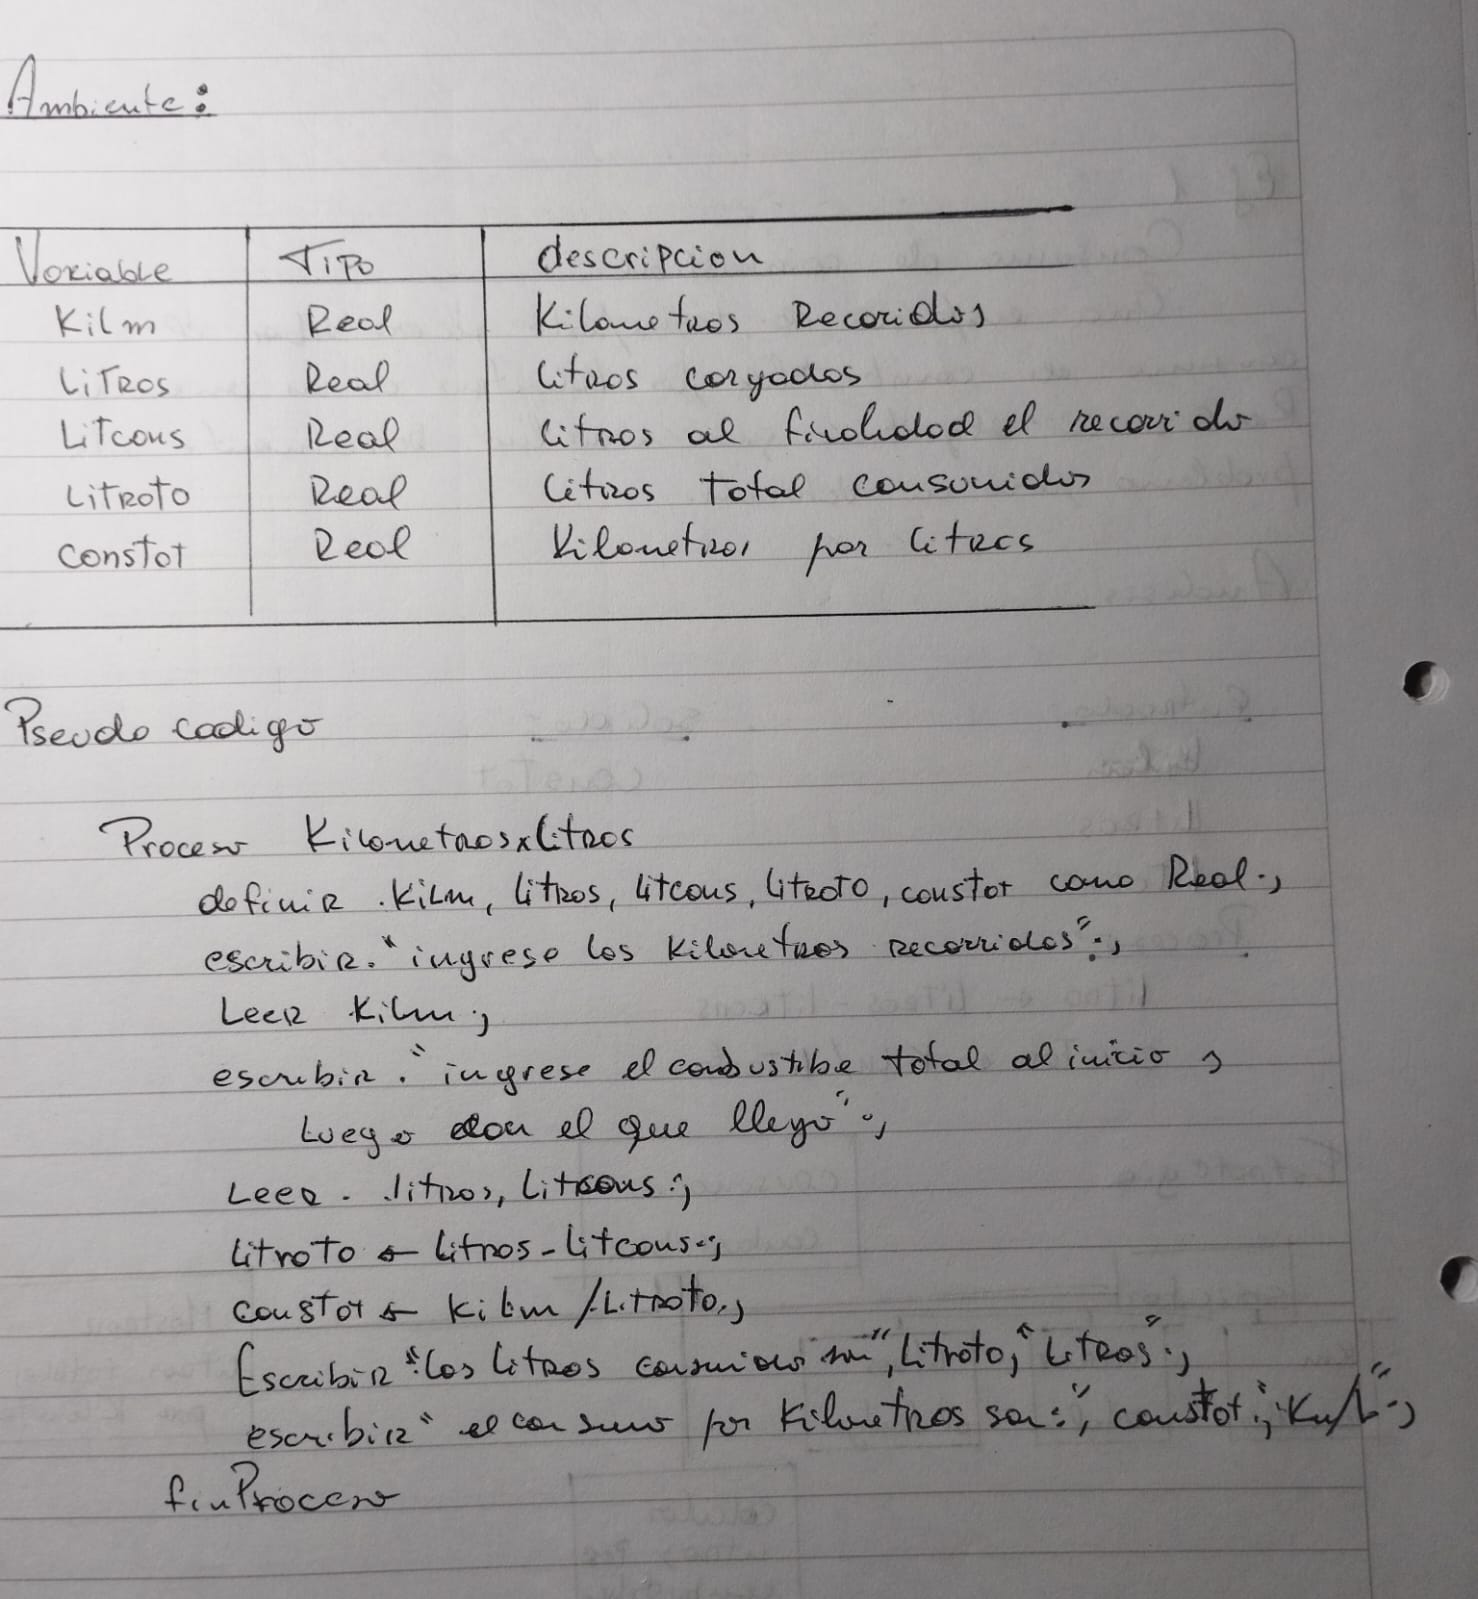 Ambiente:
Variable Tipo descripcion
Kilm Real Kilometros Recoridos
Litros Real Litros cargados
Litcons Real Litros al finalidad el recorrido
Litroto Real Litros total consumidos
constot Real Kilometros por Litros
Pseudo codigo
Proceso KilometrosxLitros
definir Kilm, litros, litcons, litroto, constot como Real;
escribir "ingrese los Kilometros recorridos";
Leer Kilm;
escribir "ingrese el combustibe total al inicio,
Luego con el que llego";
Leer litros, litcons;
litroto ← litros-litcons;
constot ← kilm/Litroto;
Escribir "los litros consumidos son", Litroto, "Litros";
escribir "el consumo por Kilometros son:", constot, "Km/L";
finProceso